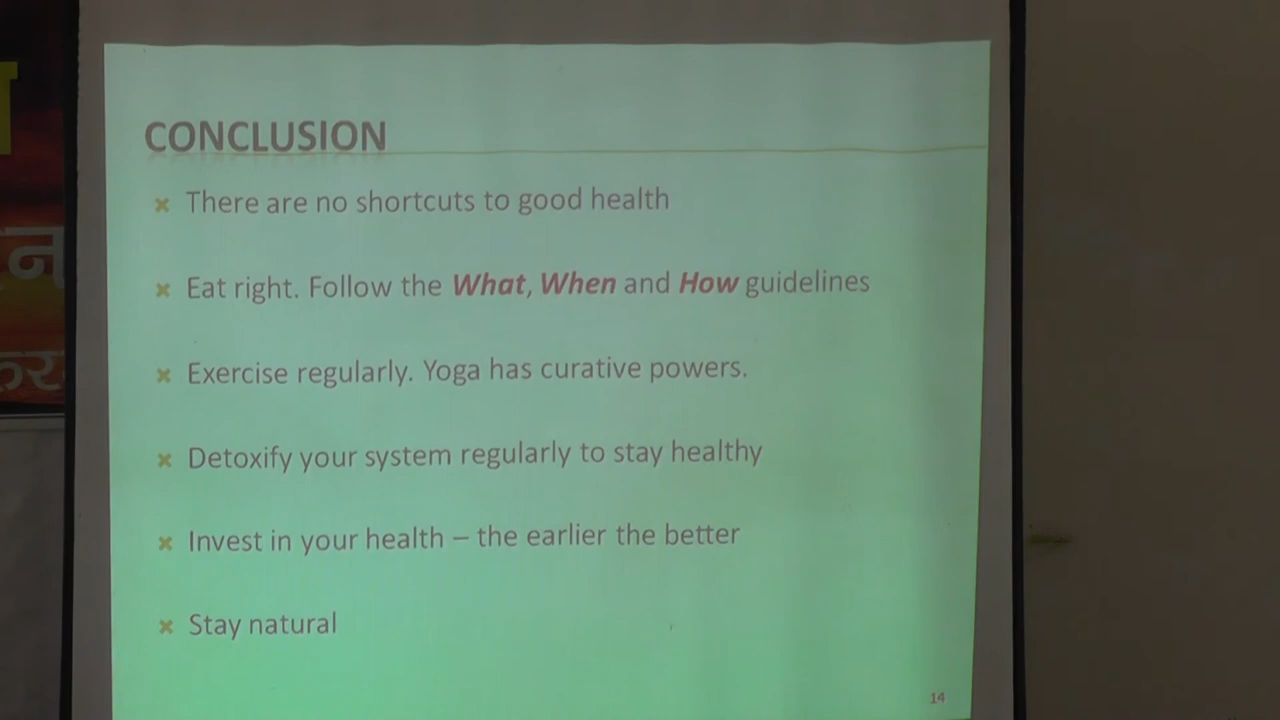 CONCLUSION
There are no shortcuts to good health
Eat right. Follow the What, When and How guidelines
Exercise regularly. Yoga has curative powers.
Detoxify your system regularly to stay healthy
Invest in your health – the earlier the better
Stay natural
14